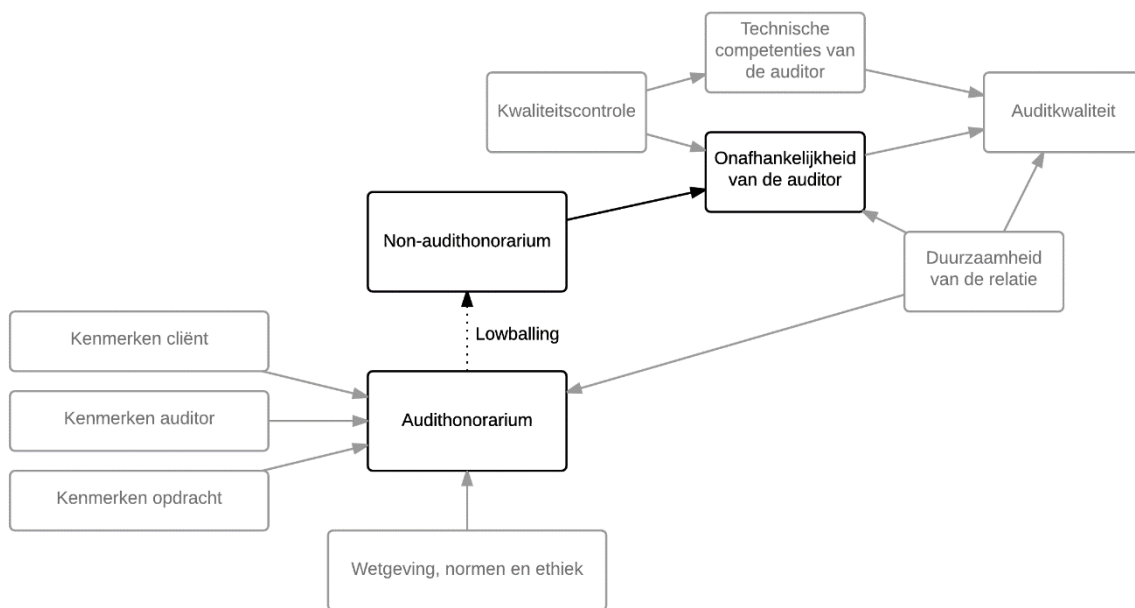 Technische
competenties van
de auditor
Kwaliteitscontrole
Auditkwaliteit
Onafhankelijkheid
van de auditor
Non-audithonorarium
Duurzaamheid
van de relatie
Lowballing
Kenmerken cliënt
Kenmerken auditor
Audithonorarium
Kenmerken opdracht
Wetgeving, normen en ethiek